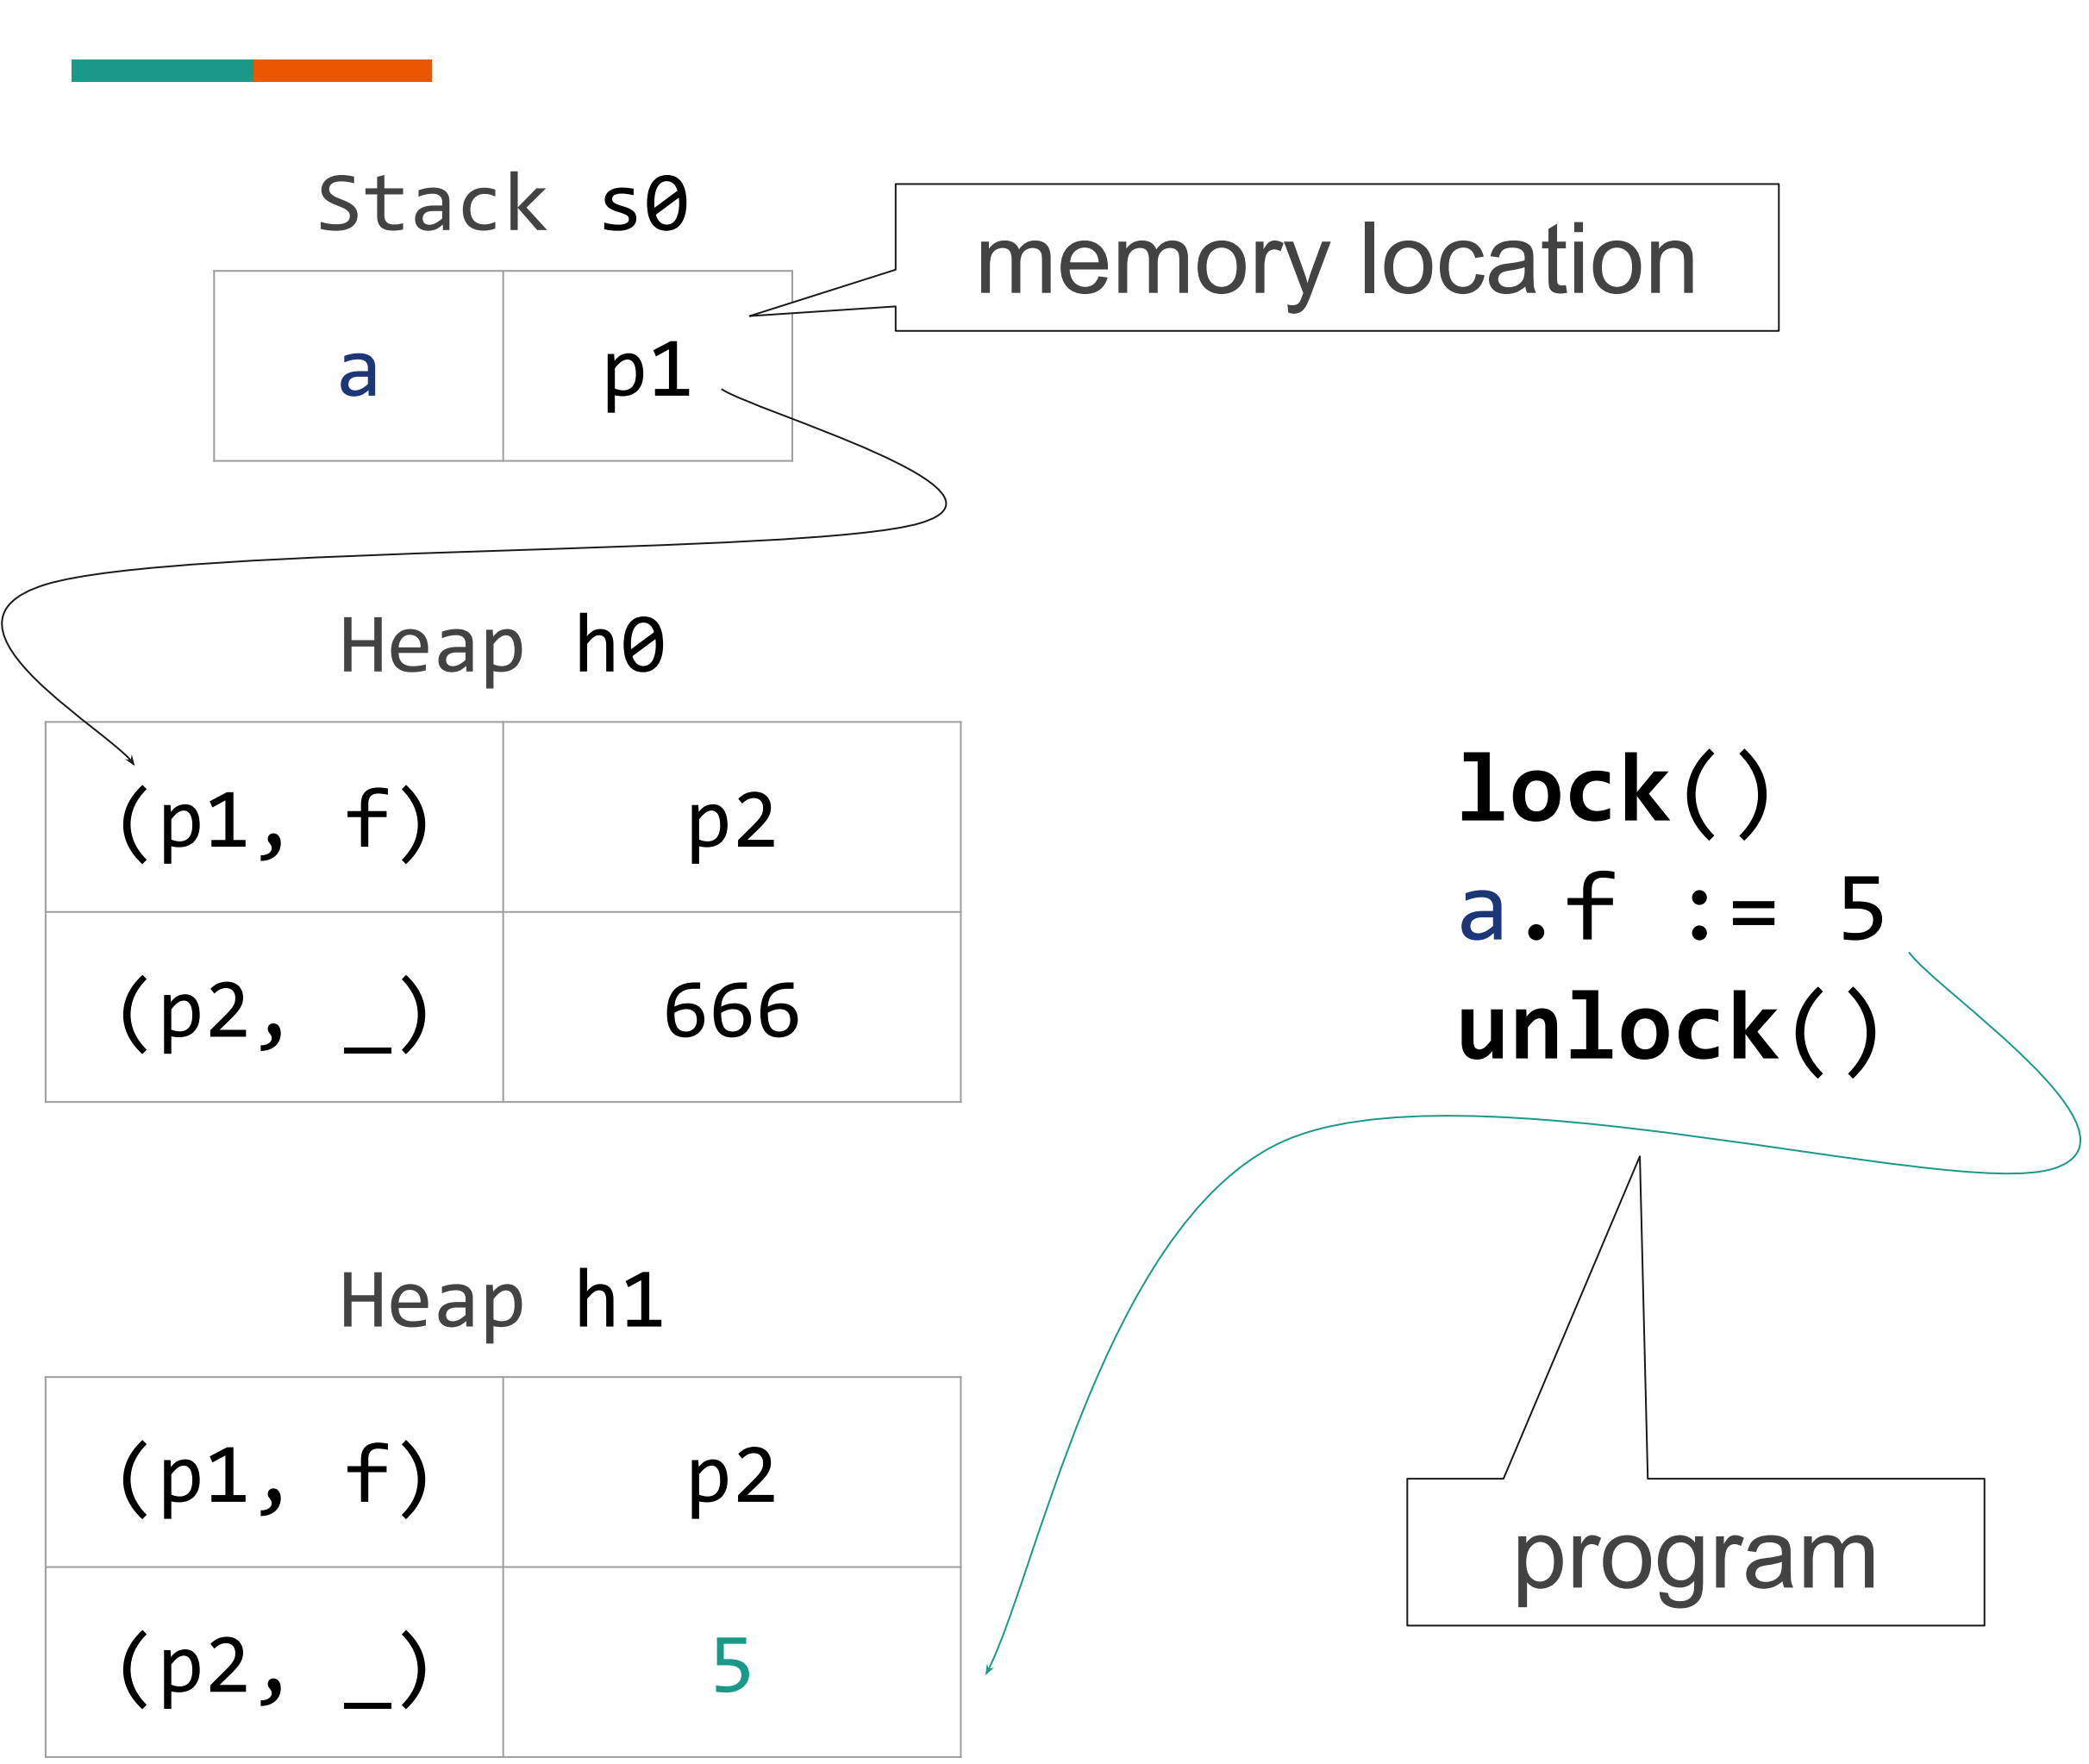 Stack s0
memory location
a p1
Heap h0
(p1, f) p2
(p2, _) 666
lock()
a.f := 5
unlock()
Heap h1
(p1, f) p2
(p2, _) 5
program